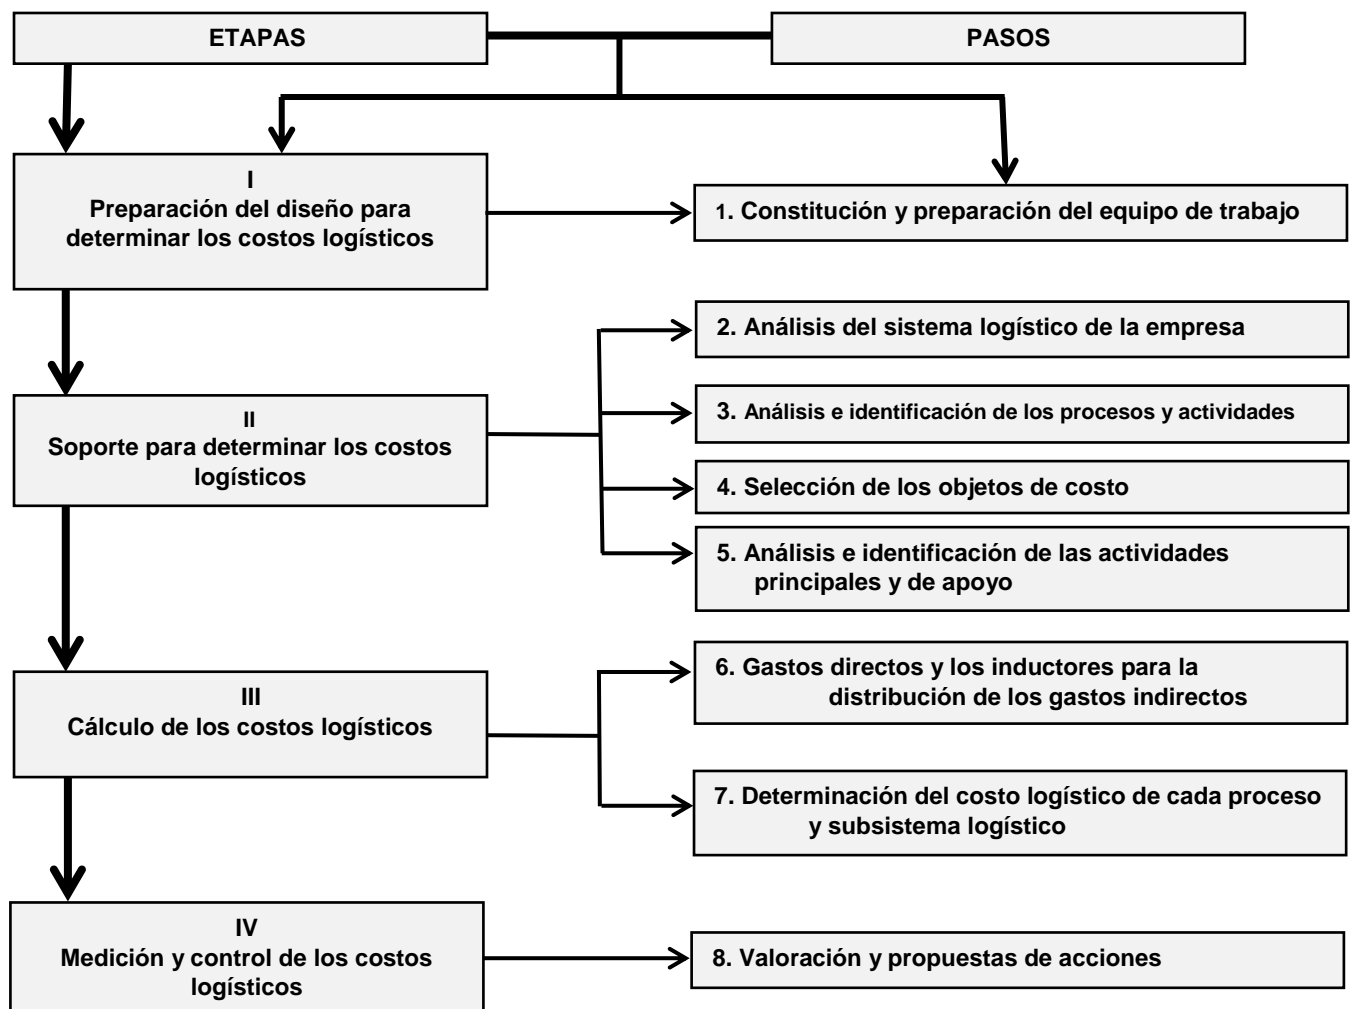 ETAPAS
PASOS
I
Preparación del diseño para
determinar los costos logísticos
1. Constitución y preparación del equipo de trabajo
II
Soporte para determinar los costos
logísticos
2. Análisis del sistema logístico de la empresa
3. Análisis e identificación de los procesos y actividades
4. Selección de los objetos de costo
5. Análisis e identificación de las actividades
principales y de apoyo
III
Cálculo de los costos logísticos
6. Gastos directos y los inductores para la
distribución de los gastos indirectos
7. Determinación del costo logístico de cada proceso
y subsistema logístico
IV
Medición y control de los costos
logísticos
8. Valoración y propuestas de acciones